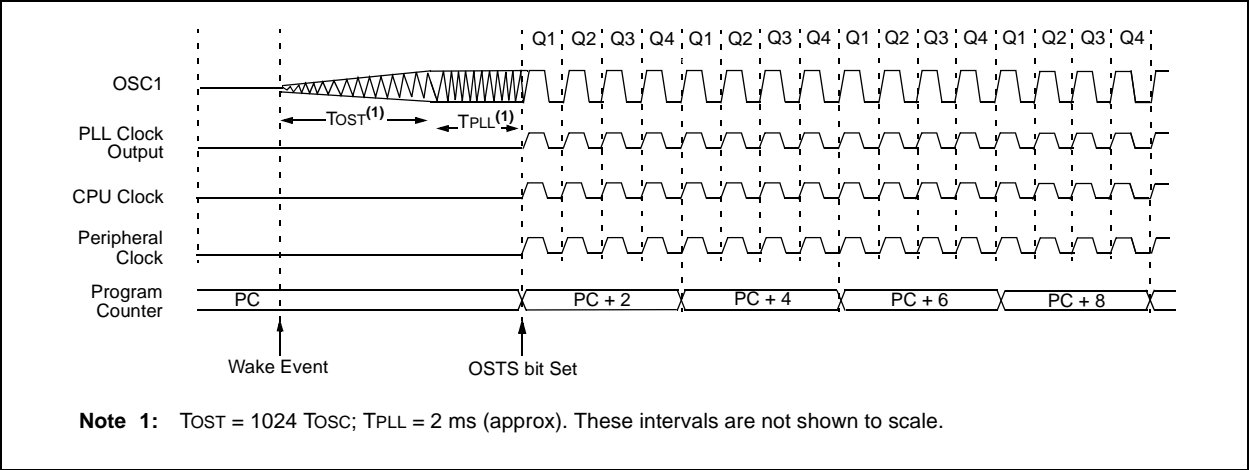 Q1 Q2 Q3 Q4 Q1 Q2 Q3 Q4 Q1 Q2 Q3 Q4 Q1 Q2 Q3 Q4
OSC1
TOST(1)
TPLL(1)
PLL Clock
Output
CPU Clock
Peripheral
Clock
Program
Counter
PC
PC + 2
PC + 4
PC + 6
PC + 8
Wake Event
OSTS bit Set
Note 1: TOST = 1024 TOSC; TPLL = 2 ms (approx). These intervals are not shown to scale.